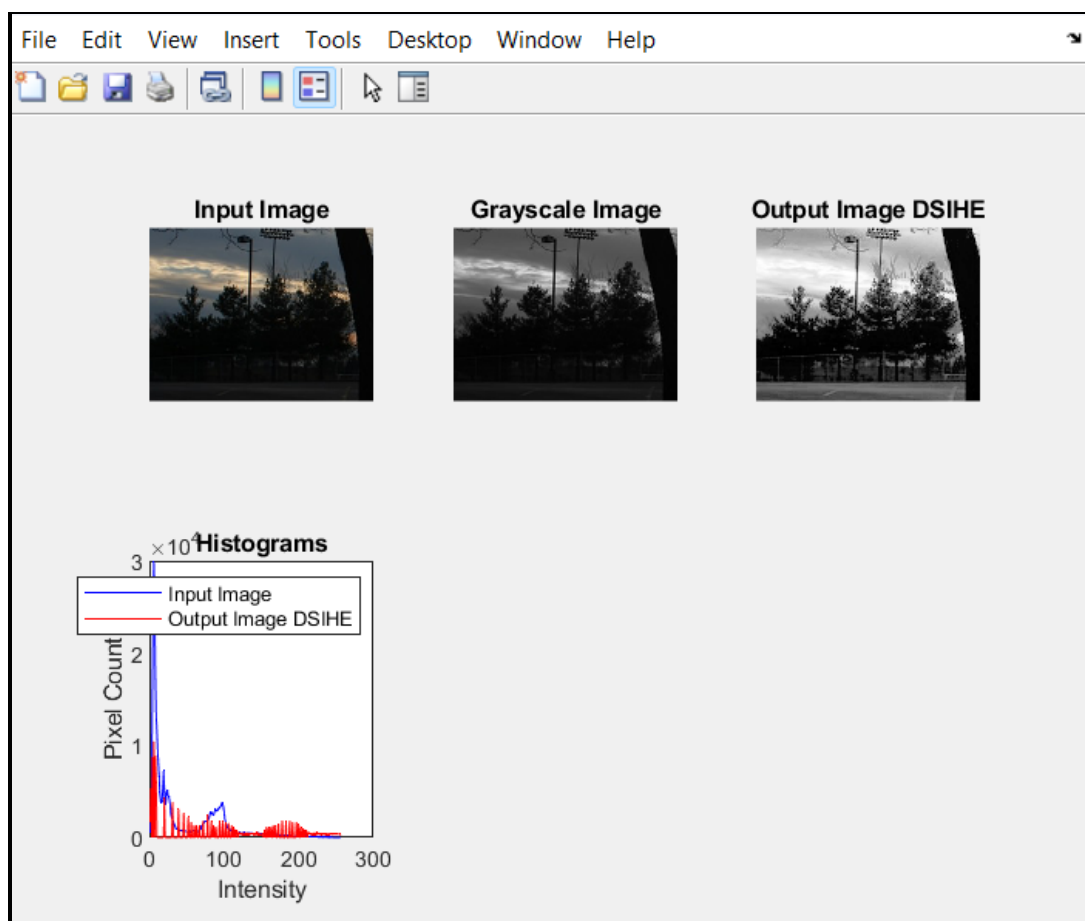 File Edit View Insert Tools Desktop Window Help
Input Image
Grayscale Image
Output Image DSIHE
×10⁴
Histograms
Input Image
Output Image DSIHE
3
2
1
0
Pixel Count
0 100 200 300
Intensity